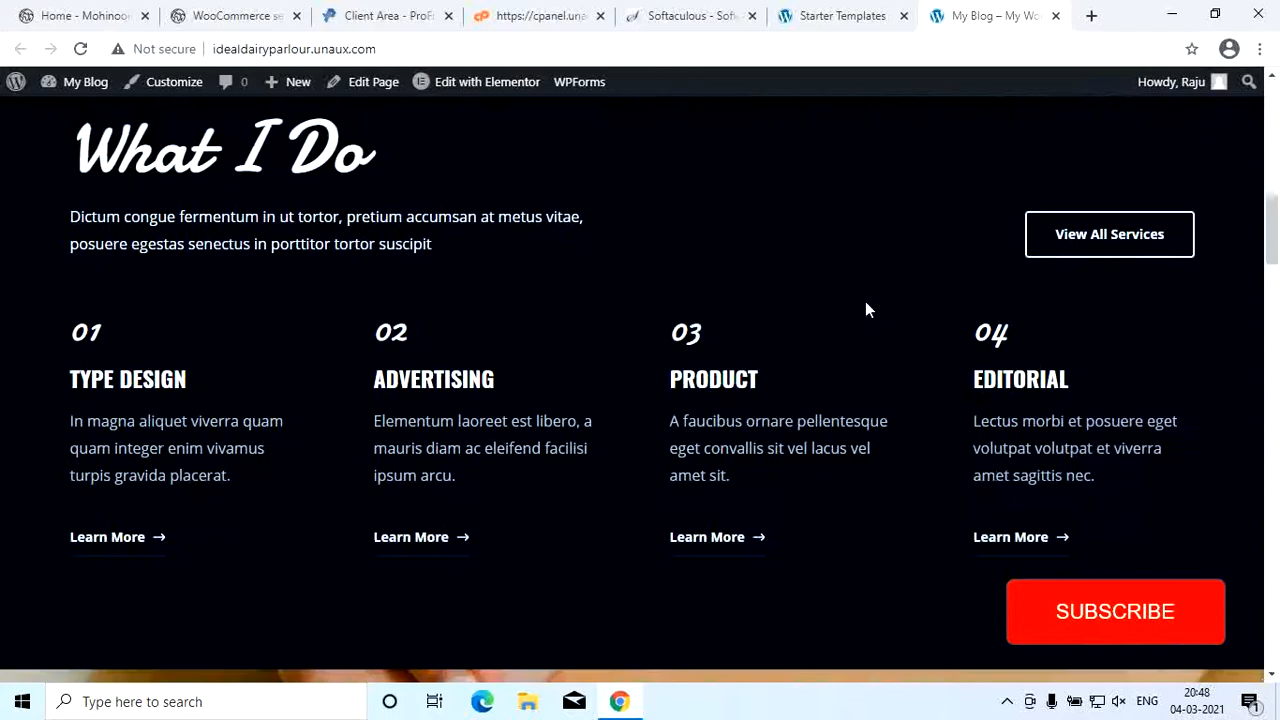 Home - Mohinoo
WooCommerce se
Client Area - ProFi
https://cpanel.una
Softaculous - Soft
Starter Templates
My Blog – My Wo
Not secure
idealdairyparlour.unaux.com
My Blog
Customize
0
New
Edit Page
Edit with Elementor
WPForms
Howdy, Raju
What I Do
Dictum congue fermentum in ut tortor, pretium accumsan at metus vitae,
posuere egestas senectus in porttitor tortor suscipit
View All Services
01
02
03
04
TYPE DESIGN
ADVERTISING
PRODUCT
EDITORIAL
In magna aliquet viverra quam
quam integer enim vivamus
turpis gravida placerat.
Elementum laoreet est libero, a
mauris diam ac eleifend facilisi
ipsum arcu.
A faucibus ornare pellentesque
eget convallis sit vel lacus vel
amet sit.
Lectus morbi et posuere eget
volutpat volutpat et viverra
amet sagittis nec.
Learn More →
Learn More →
Learn More →
Learn More →
SUBSCRIBE
Type here to search
ENG
20:48
04-03-2021
1